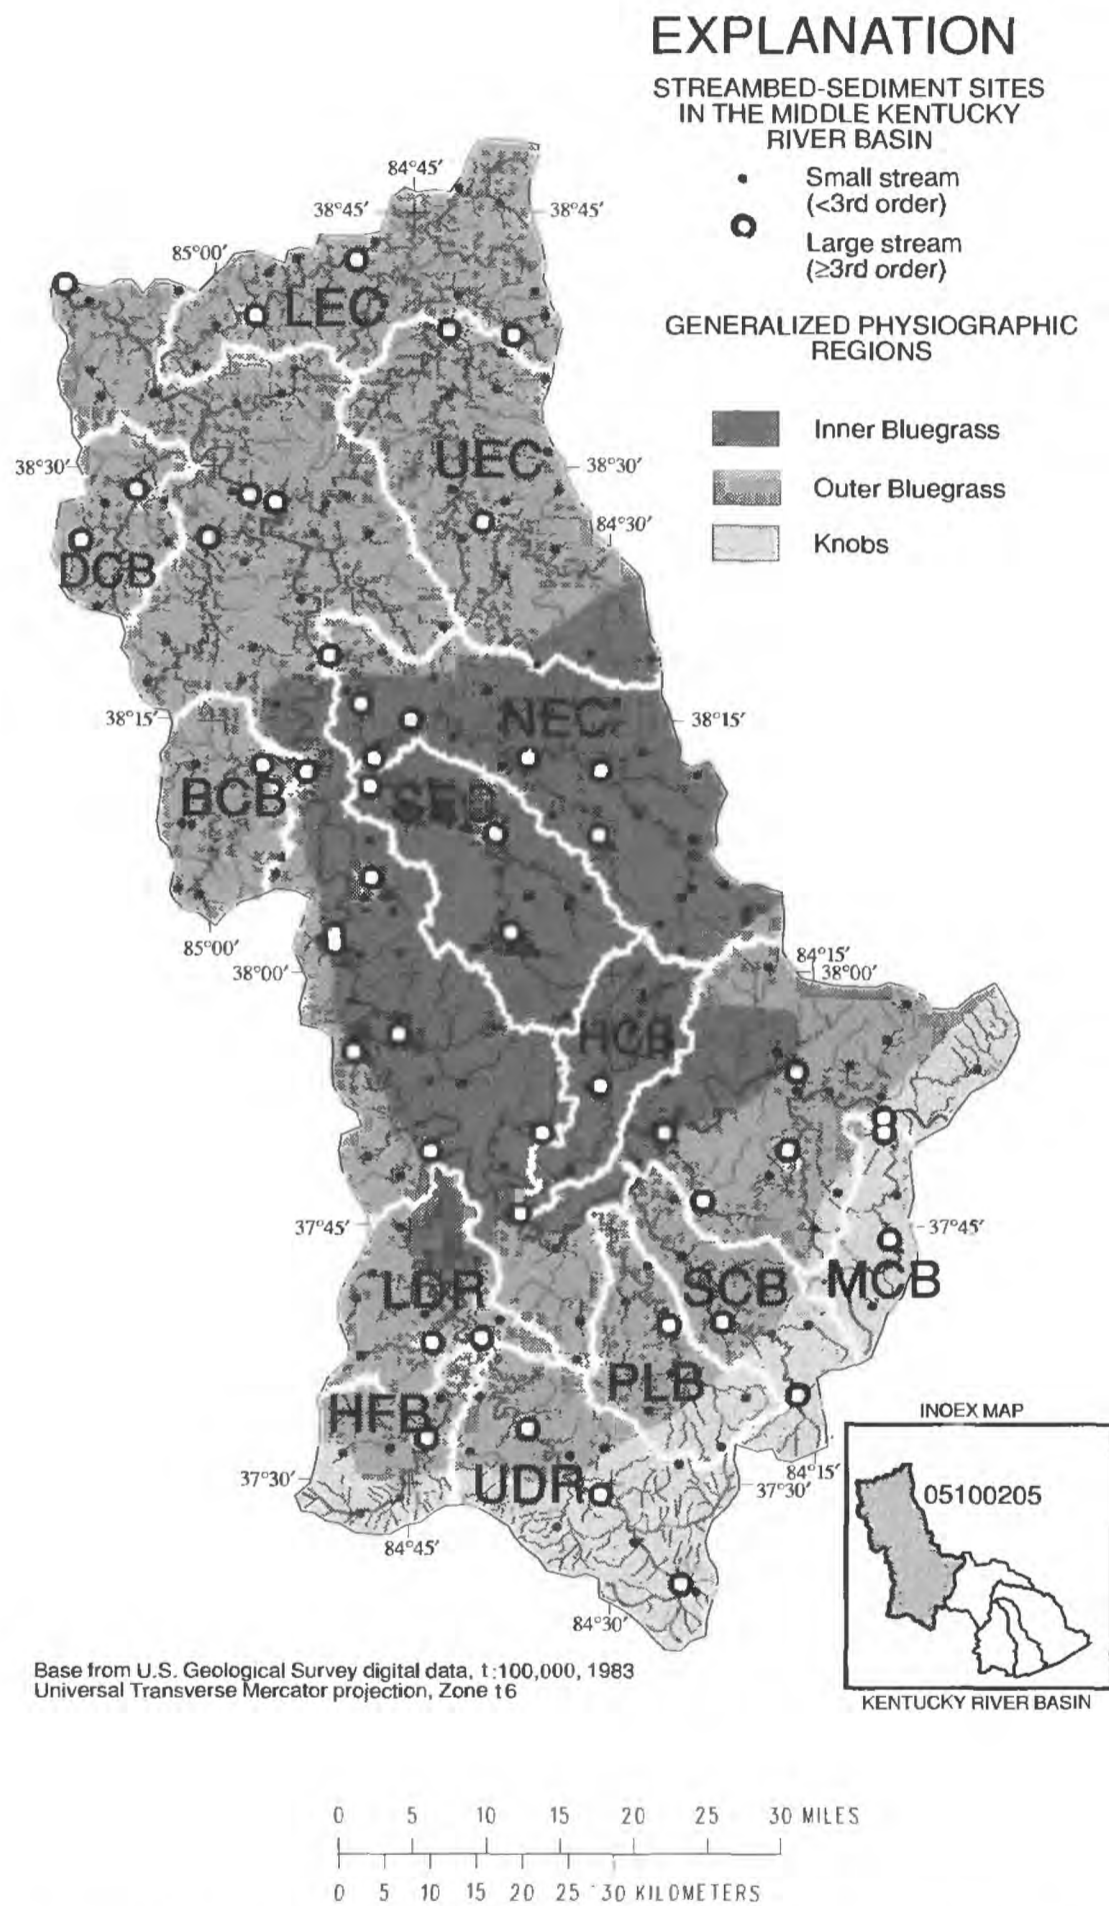 EXPLANATION
STREAMBED-SEDIMENT SITES
IN THE MIDDLE KENTUCKY
RIVER BASIN
Small stream
(<3rd order)
Large stream
(≥3rd order)
GENERALIZED PHYSIOGRAPHIC
REGIONS
Inner Bluegrass
Outer Bluegrass
Knobs
84°45′
38°45′
38°45′
85°00′
LEC
UEC
38°30′
38°30′
84°30′
DCB
NEC
38°15′
38°15′
BCB
85°00′
38°00′
84°15′
38°00′
HCB
37°45′
37°45′
LDR
SCB
MCB
PLB
HFB
UDR
37°30′
37°30′
84°15′
84°45′
84°30′
INOEX MAP
05100205
KENTUCKY RIVER BASIN
Base from U.S. Geological Survey digital data, t:100,000, 1983
Universal Transverse Mercator projection, Zone t6
0 5 10 15 20 25 30 MILES
0 5 10 15 20 25 30 KILOMETERS